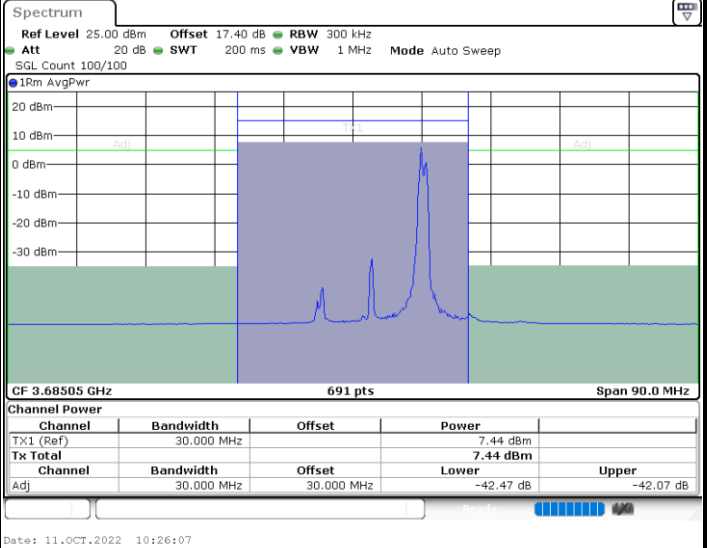 Spectrum
Ref Level 25.00 dBm Offset 17.40 dB RBW 300 kHz
Att 20 dB SWT 200 ms VBW 1 MHz Mode Auto Sweep
SGL Count 100/100
1Rm AvgPwr
20 dBm
TX1
10 dBm
Adj Adj
0 dBm
-10 dBm
-20 dBm
-30 dBm
CF 3.68505 GHz 691 pts Span 90.0 MHz
Channel Power
Channel Bandwidth Offset Power
TX1 (Ref) 30.000 MHz 7.44 dBm
Tx Total 7.44 dBm
Channel Bandwidth Offset Lower Upper
Adj 30.000 MHz 30.000 MHz -42.47 dB -42.07 dB
Ready
Date: 11.OCT.2022 10:26:07